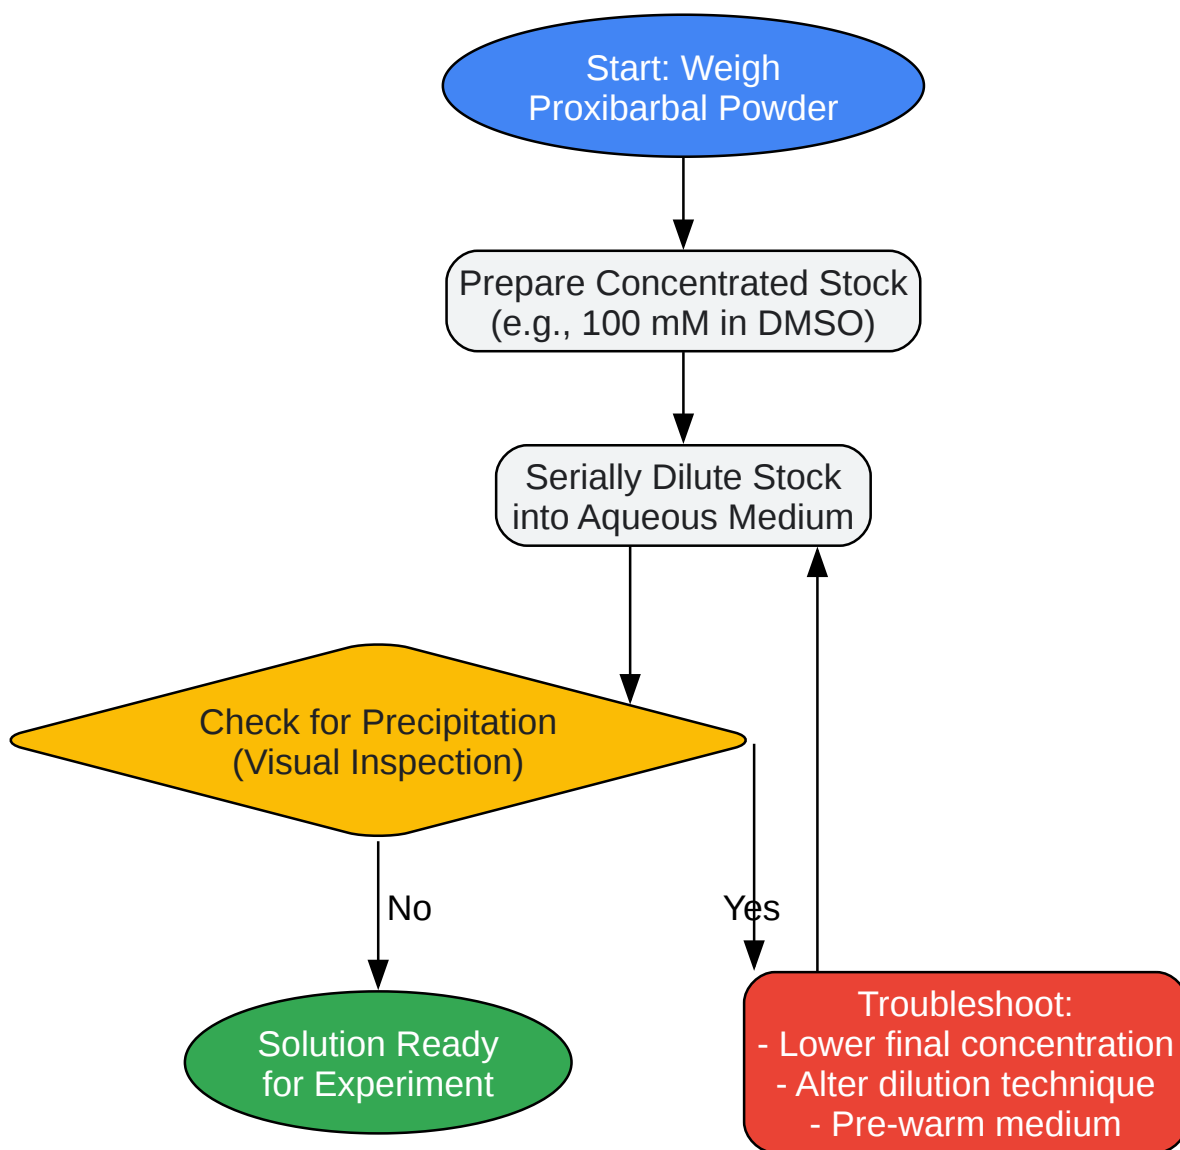 Start: Weigh
Proxibarbal Powder
Prepare Concentrated Stock
(e.g., 100 mM in DMSO)
Serially Dilute Stock
into Aqueous Medium
Check for Precipitation
(Visual Inspection)
No
Yes
Solution Ready
for Experiment
Troubleshoot:
- Lower final concentration
- Alter dilution technique
- Pre-warm medium